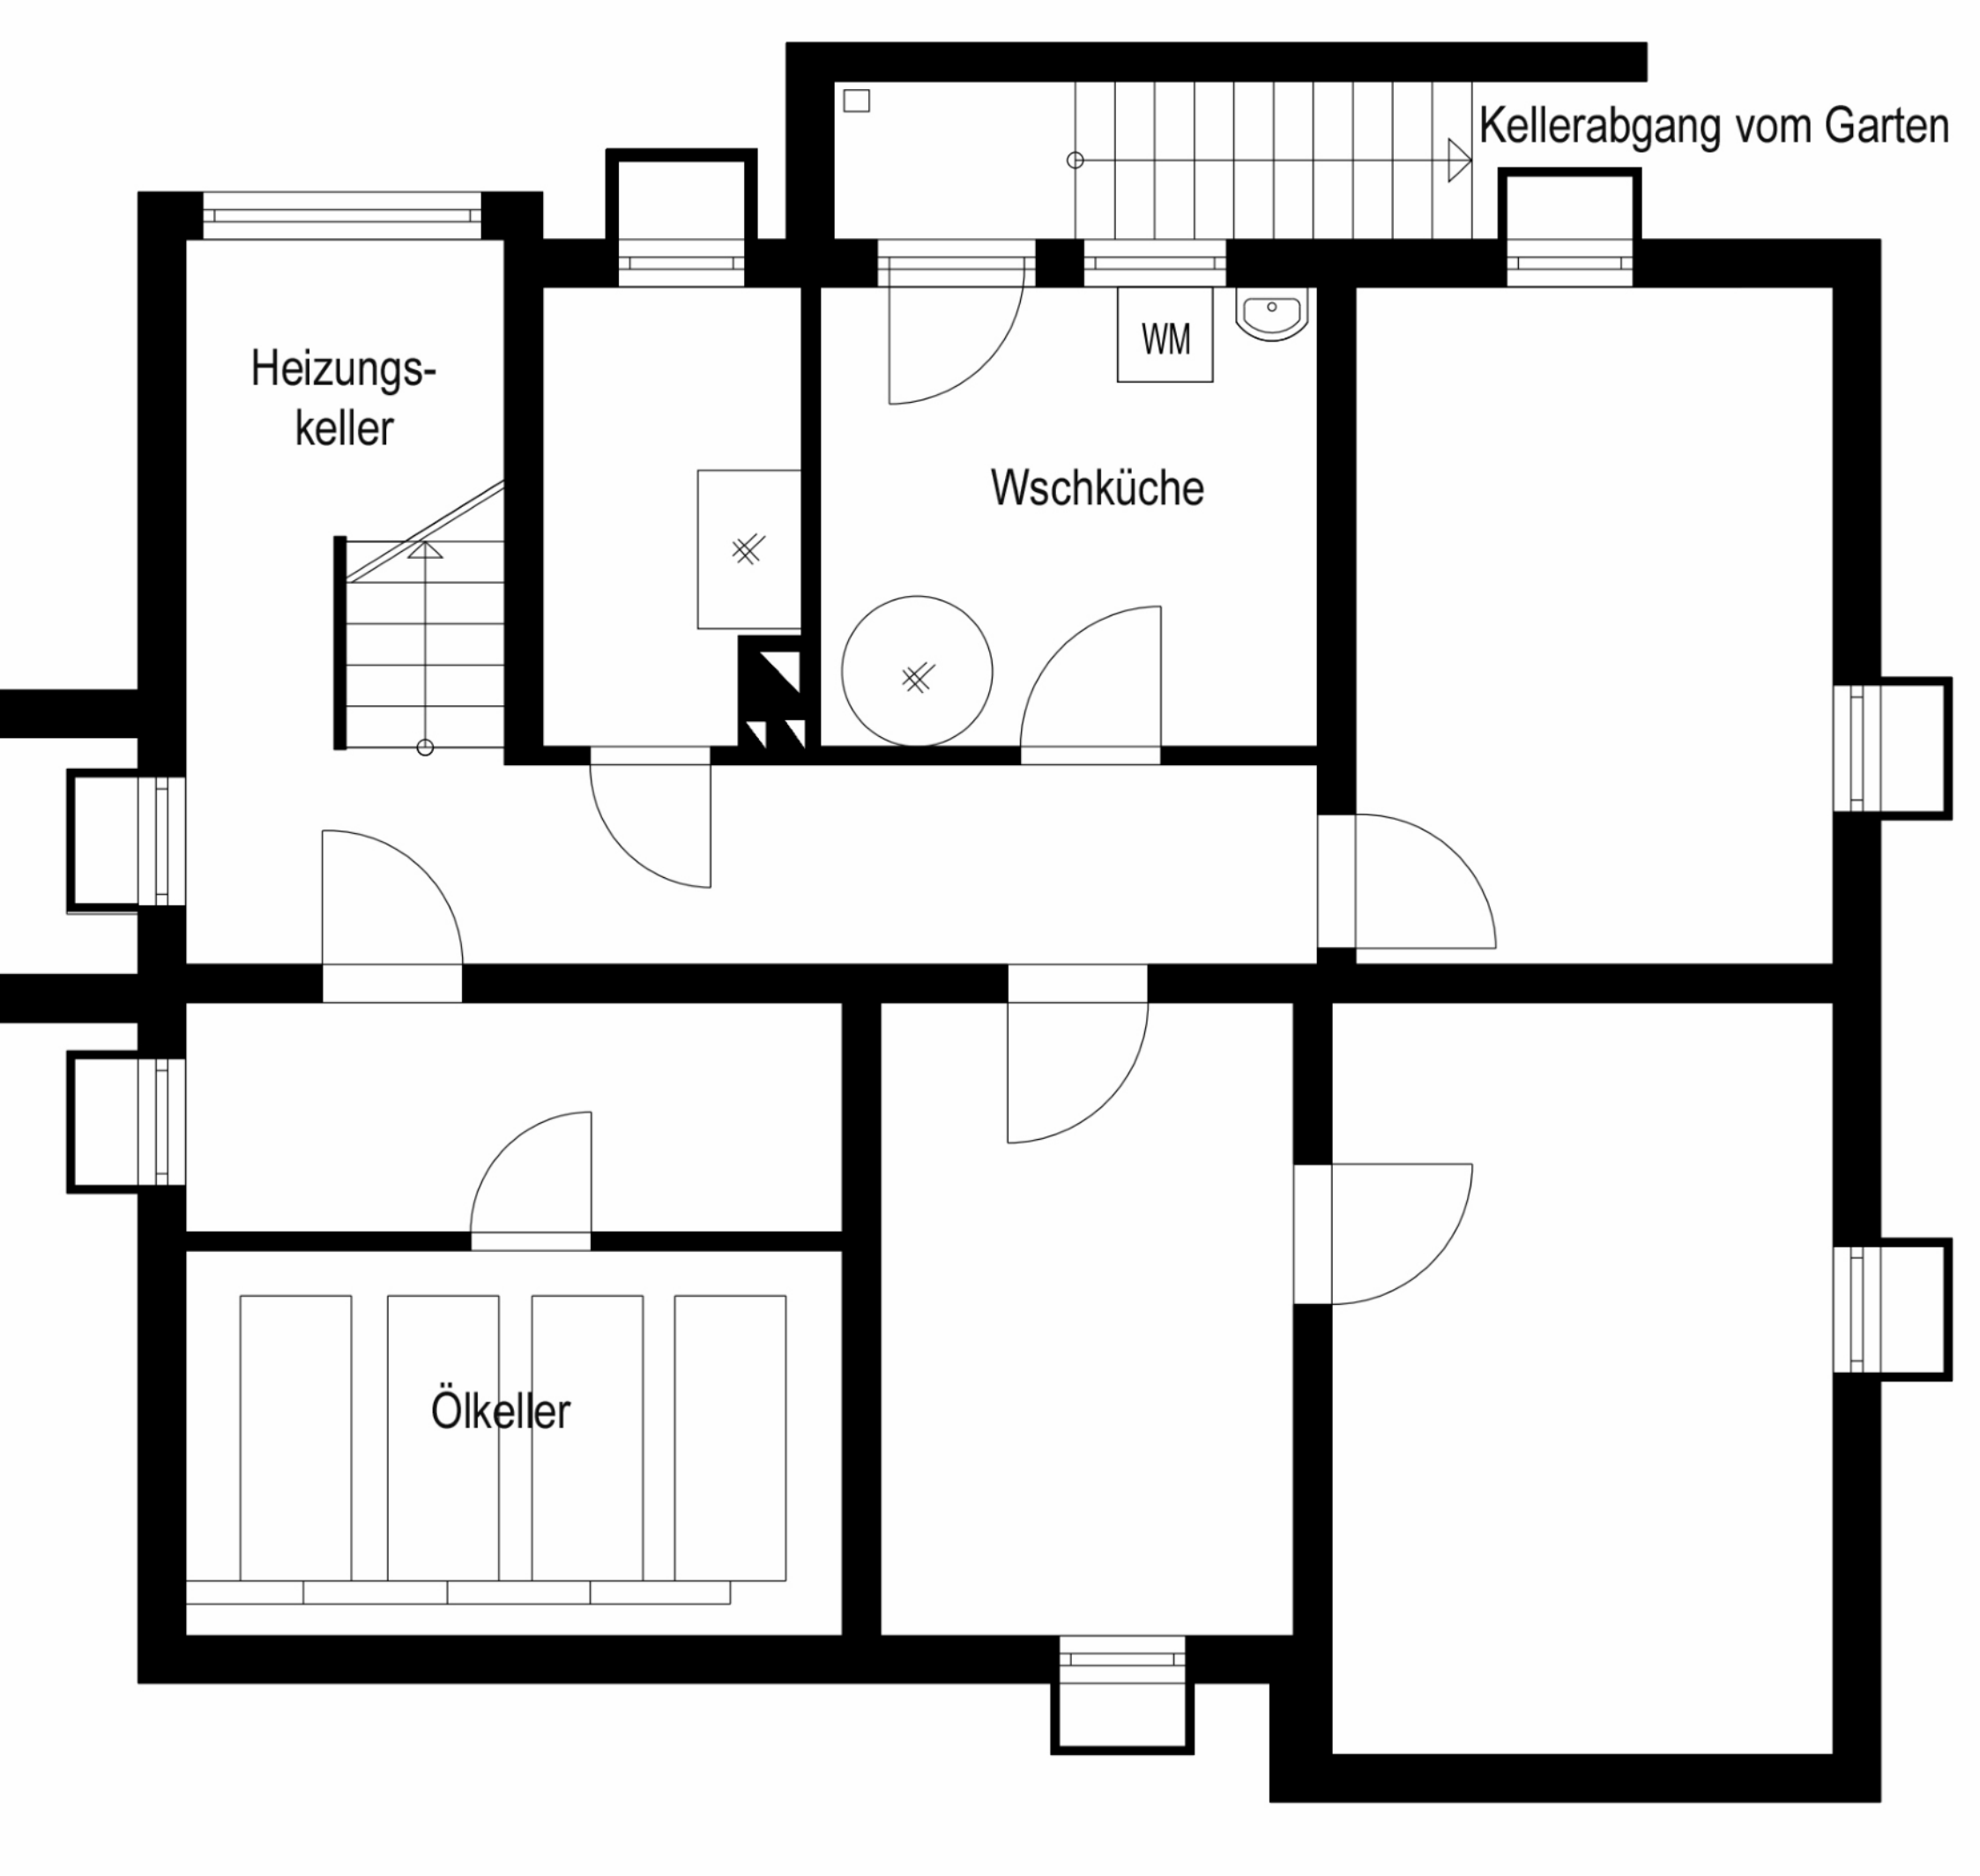 Kellerabgang vom Garten
Heizungs-
keller
WM
Wschküche
Ölkeller